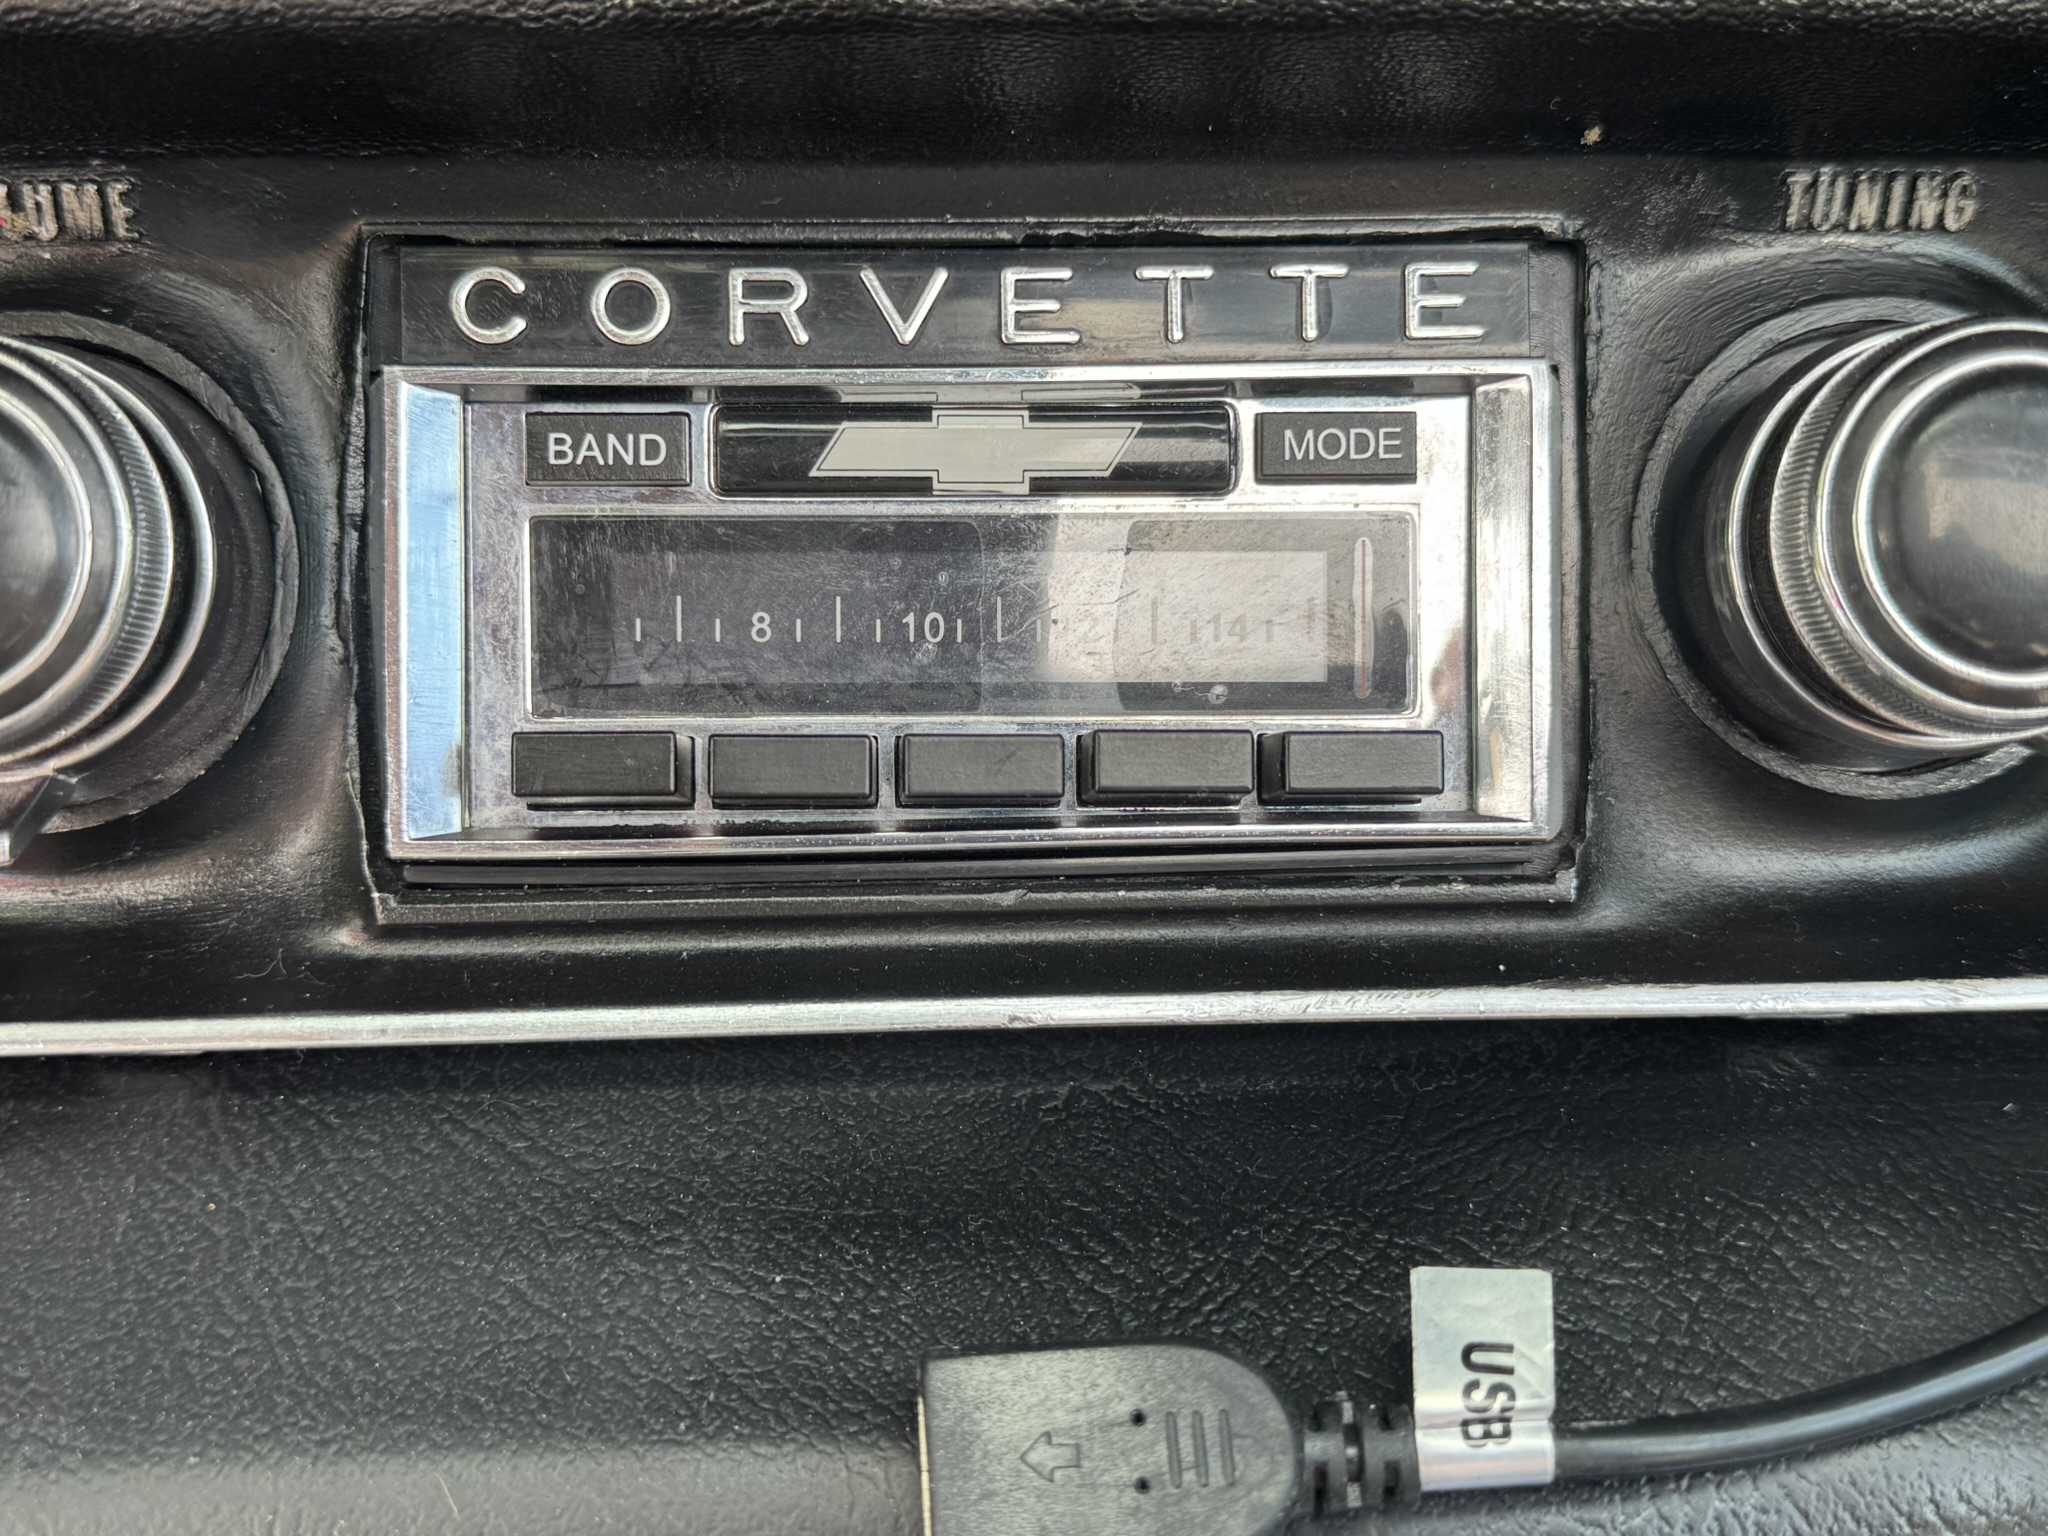 TUNING
CORVETTE
BAND MODE
8 10 14
USB